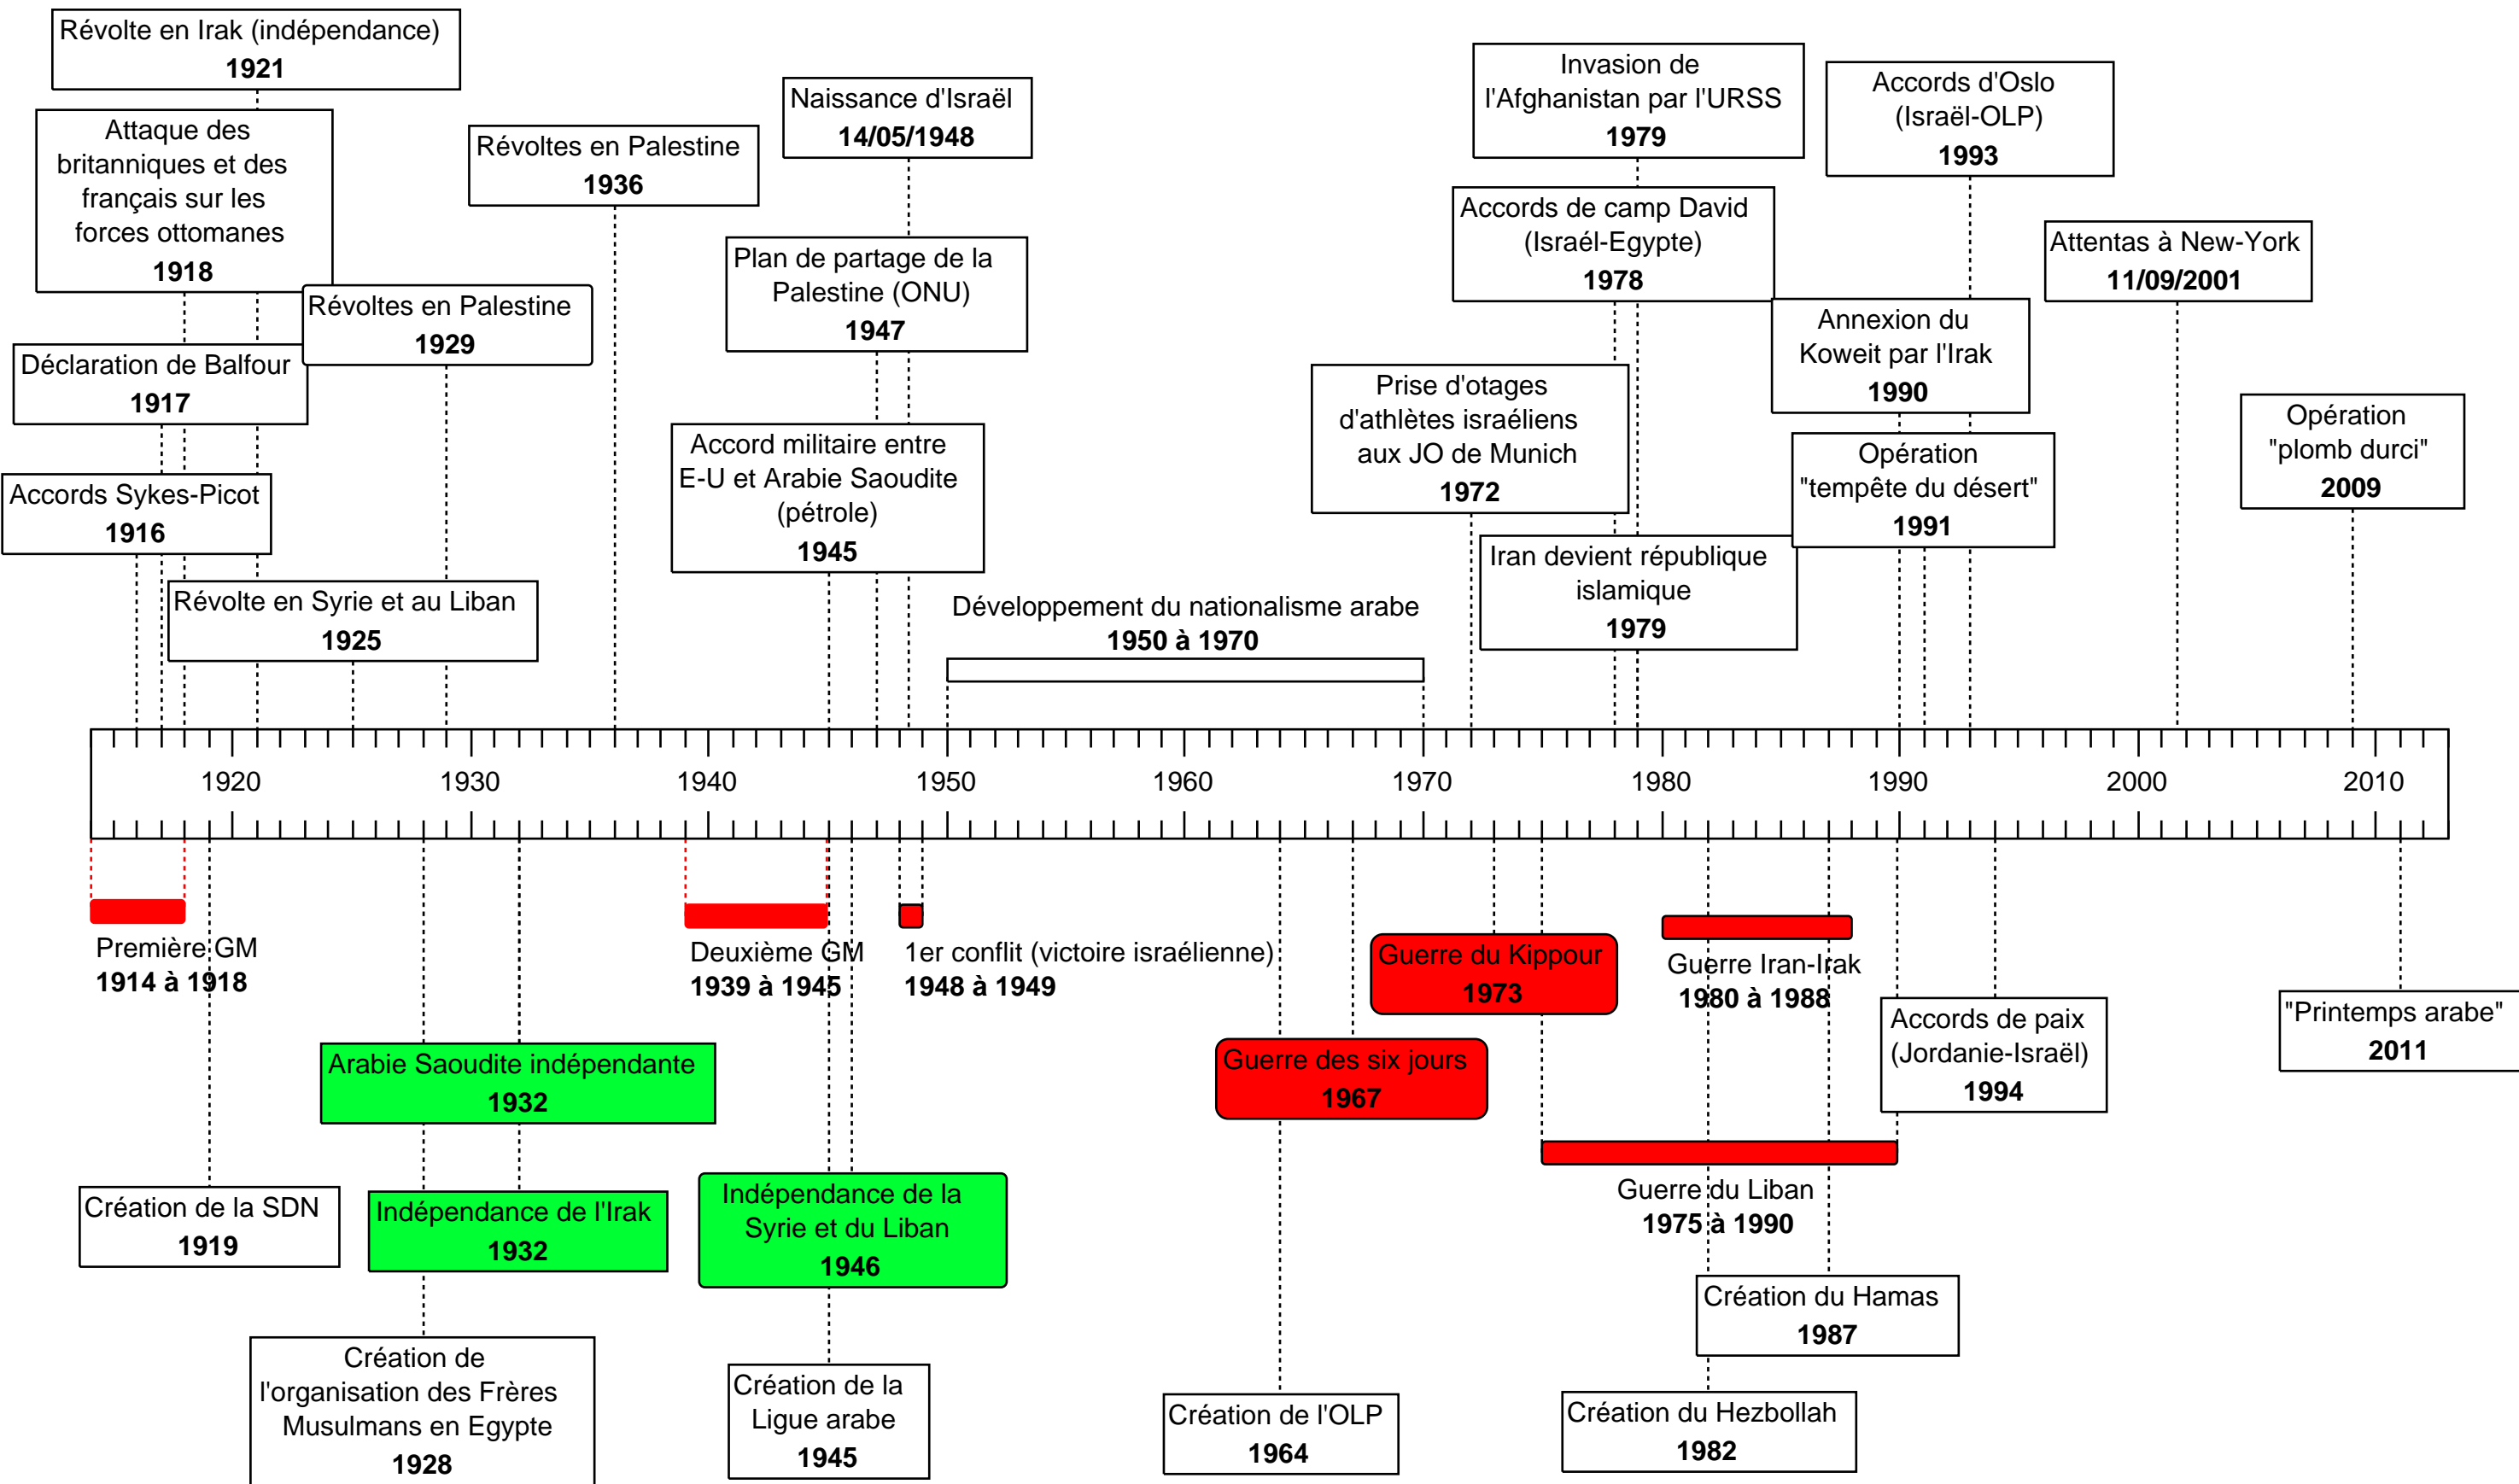 Révolte en Irak (indépendance)
1921
Attaque des
britanniques et des
français sur les
forces ottomanes
1918
Déclaration de Balfour
1917
Accords Sykes-Picot
1916
Révoltes en Palestine
1929
Révolte en Syrie et au Liban
1925
Révoltes en Palestine
1936
Naissance d'Israël
14/05/1948
Plan de partage de la
Palestine (ONU)
1947
Accord militaire entre
E-U et Arabie Saoudite
(pétrole)
1945
Développement du nationalisme arabe
1950 à 1970
Invasion de
l'Afghanistan par l'URSS
1979
Accords de camp David
(Israél-Egypte)
1978
Prise d'otages
d'athlètes israéliens
aux JO de Munich
1972
Iran devient république
islamique
1979
Accords d'Oslo
(Israël-OLP)
1993
Annexion du
Koweit par l'Irak
1990
Opération
"tempête du désert"
1991
Attentas à New-York
11/09/2001
Opération
"plomb durci"
2009
1920
1930
1940
1950
1960
1970
1980
1990
2000
2010
Première GM
1914 à 1918
Deuxième GM
1939 à 1945
1er conflit (victoire israélienne)
1948 à 1949
Guerre du Kippour
1973
Guerre Iran-Irak
1980 à 1988
Accords de paix
(Jordanie-Israël)
1994
"Printemps arabe"
2011
Arabie Saoudite indépendante
1932
Guerre des six jours
1967
Création de la SDN
1919
Indépendance de l'Irak
1932
Indépendance de la
Syrie et du Liban
1946
Guerre du Liban
1975 à 1990
Création du Hamas
1987
Création de
l'organisation des Frères
Musulmans en Egypte
1928
Création de la
Ligue arabe
1945
Création de l'OLP
1964
Création du Hezbollah
1982